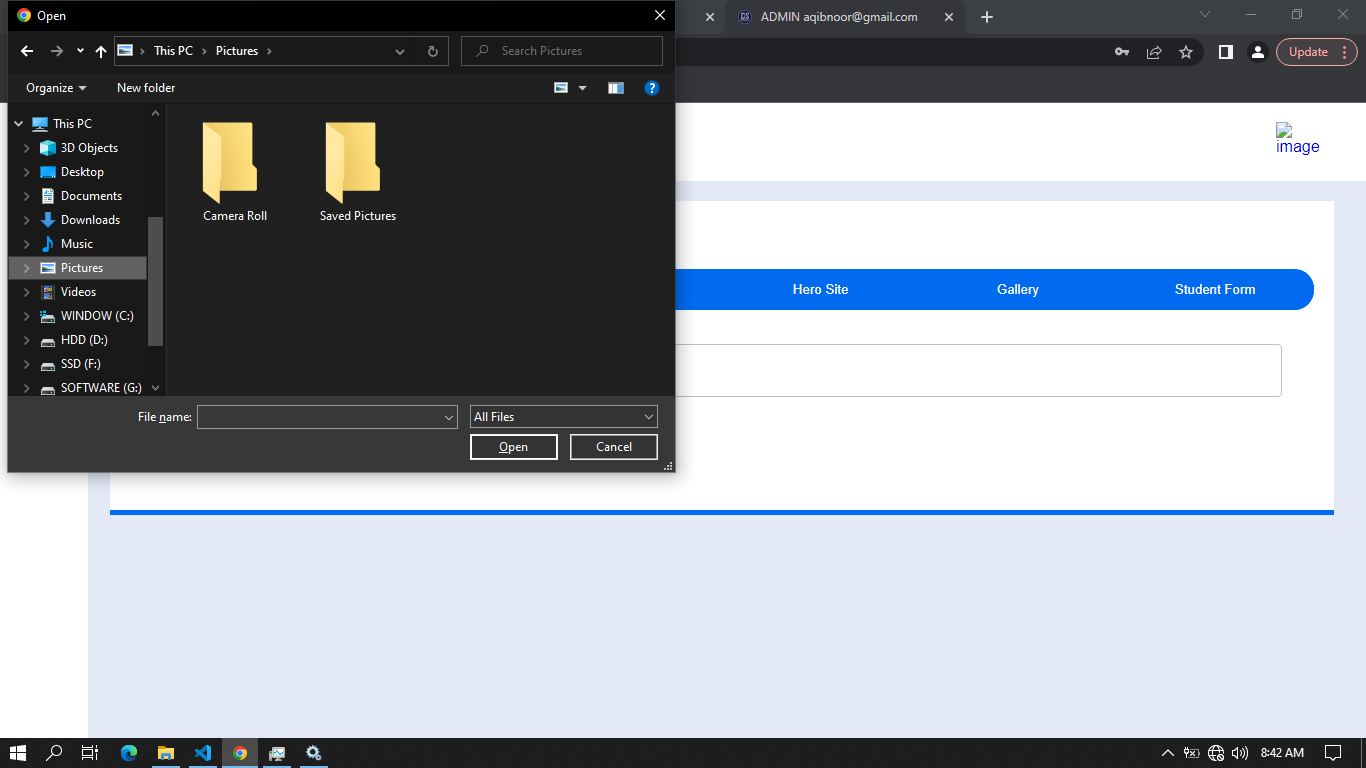 Open
ADMIN aqibnoor@gmail.com
This PC
Pictures
Search Pictures
Update
Organize
New folder
This PC
3D Objects
Desktop
Documents
Downloads
Music
Pictures
Videos
WINDOW (C:)
HDD (D:)
SSD (F:)
SOFTWARE (G:)
Camera Roll
Saved Pictures
File name:
All Files
Open
Cancel
image
Hero Site
Gallery
Student Form
8:42 AM